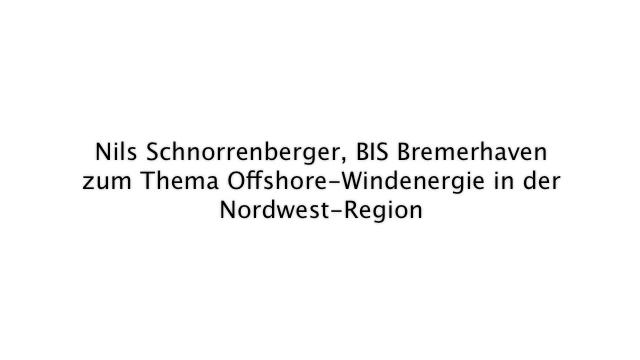 Nils Schnorrenberger, BIS Bremerhaven
zum Thema Offshore-Windenergie in der
Nordwest-Region